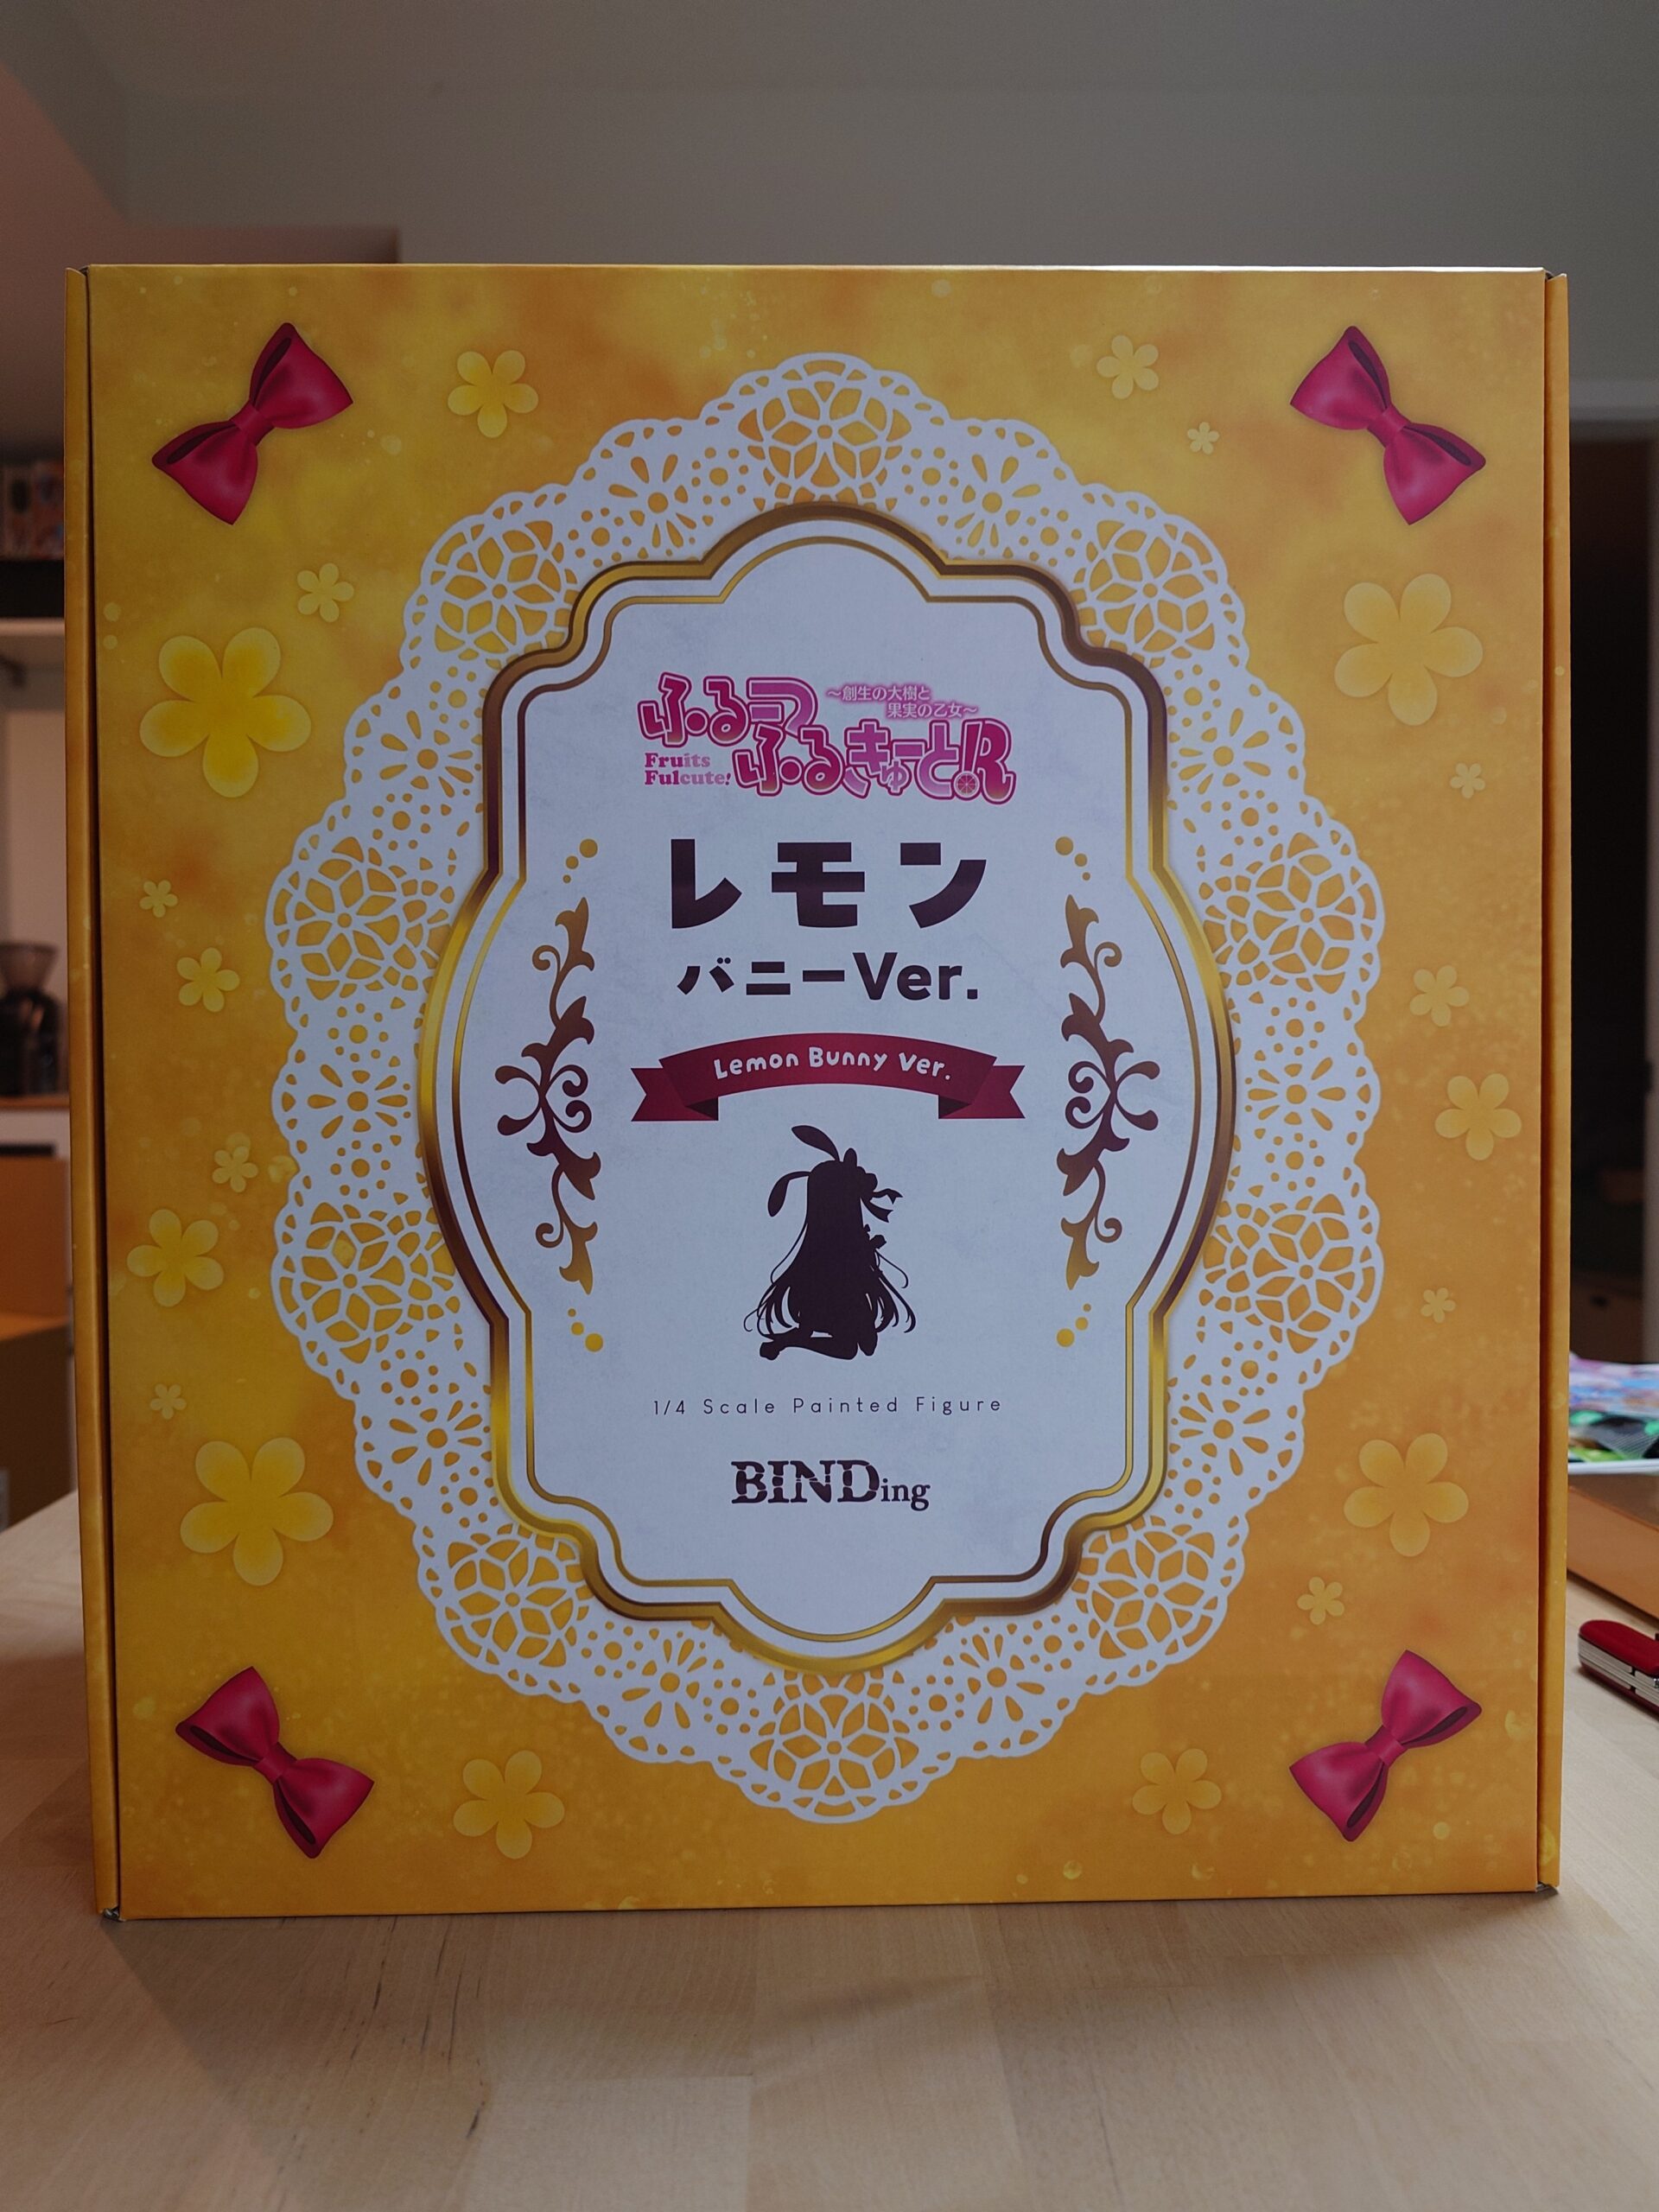 ふるーつ
～創生の大樹と
果実の乙女～
Fruits
Fulcute!
ふるきゅーと!R
レモン
バニーVer.
Lemon Bunny Ver.
1/4 Scale Painted Figure
BINDing